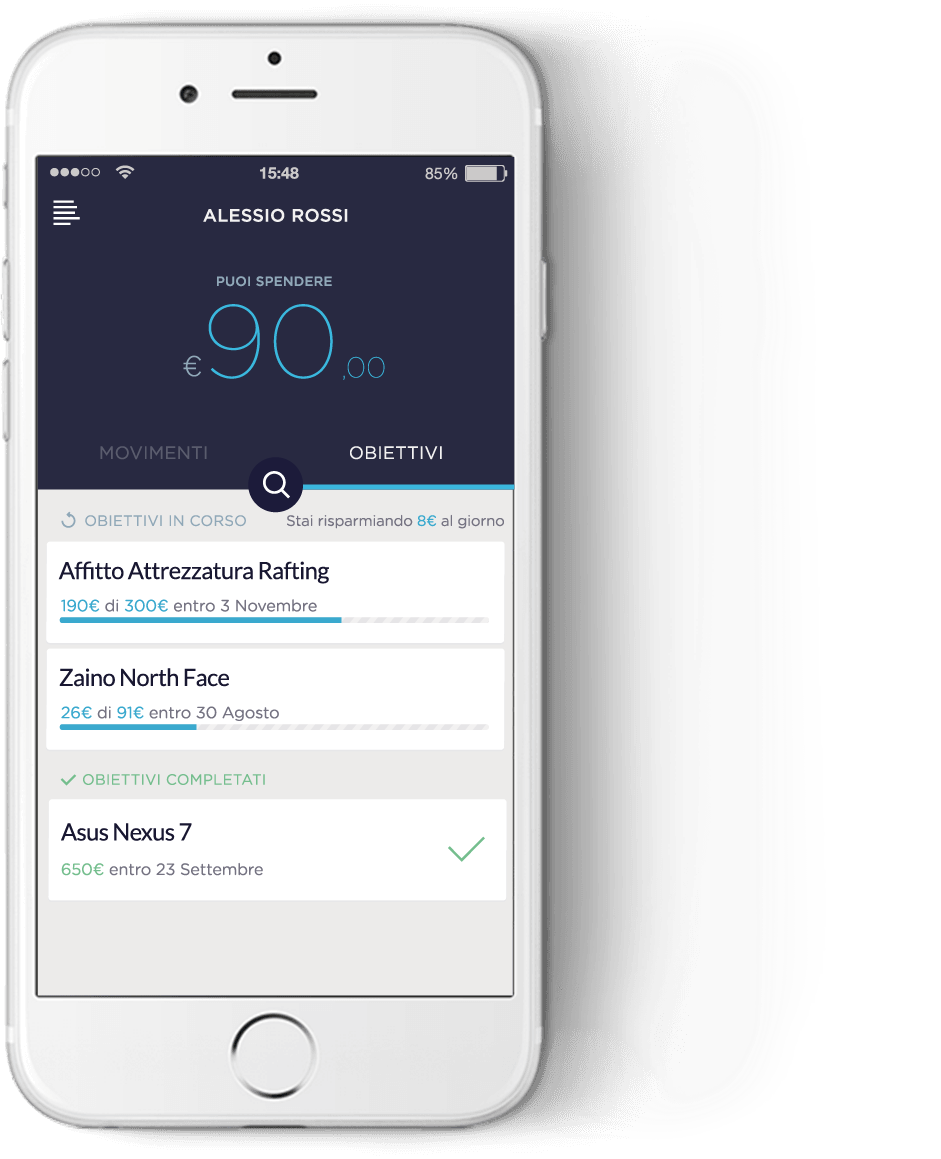 15:48
85%
ALESSIO ROSSI
PUOI SPENDERE
€90,00
MOVIMENTI OBIETTIVI
OBIETTIVI IN CORSO Stai risparmiando 8€ al giorno
Affitto Attrezzatura Rafting
190€ di 300€ entro 3 Novembre
Zaino North Face
26€ di 91€ entro 30 Agosto
OBIETTIVI COMPLETATI
Asus Nexus 7
650€ entro 23 Settembre